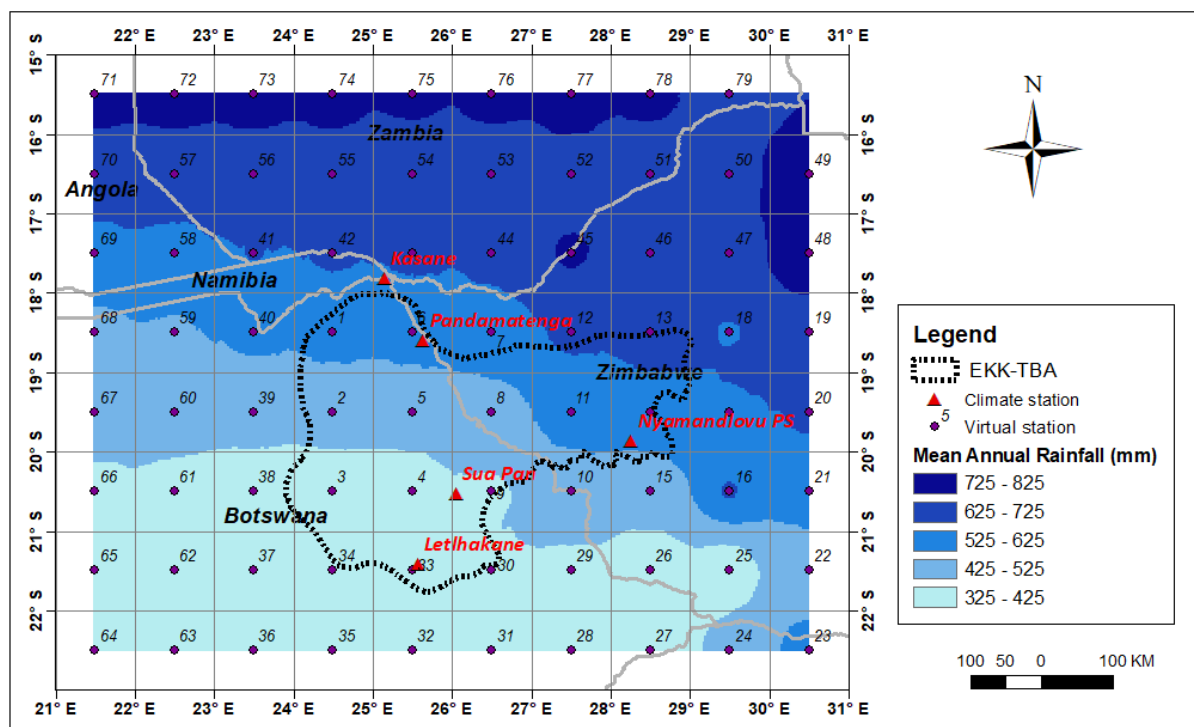 22° E 23° E 24° E 25° E 26° E 27° E 28° E 29° E 30° E 31° E
15° S 15° S
71 72 73 74 75 76 77 78 79
N
16° S Zambia 16° S
70 57 56 55 54 53 52 51 50 49
Angola
17° S 17° S
69 58 41 42 44 45 46 47 48
Kasane
Namibia
18° S 18° S
68 59 40 1 6 Pandamatenga 12 13 18 19
7
19° S Zimbabwe 19° S
67 60 39 2 5 8 11 20
Nyamandlovu PS
20° S 20° S
66 61 38 3 4 Sua Pan 9 10 15 16 21
Botswana
21° S 21° S
65 62 37 34 Letlhakane 33 30 29 26 25 22
22° S 22° S
64 63 36 35 32 31 28 27 24 23
21° E 22° E 23° E 24° E 25° E 26° E 27° E 28° E 29° E 30° E 31° E
Legend
EKK-TBA
Climate station
5 Virtual station
Mean Annual Rainfall (mm)
725 - 825
625 - 725
525 - 625
425 - 525
325 - 425
100 50 0 100 KM